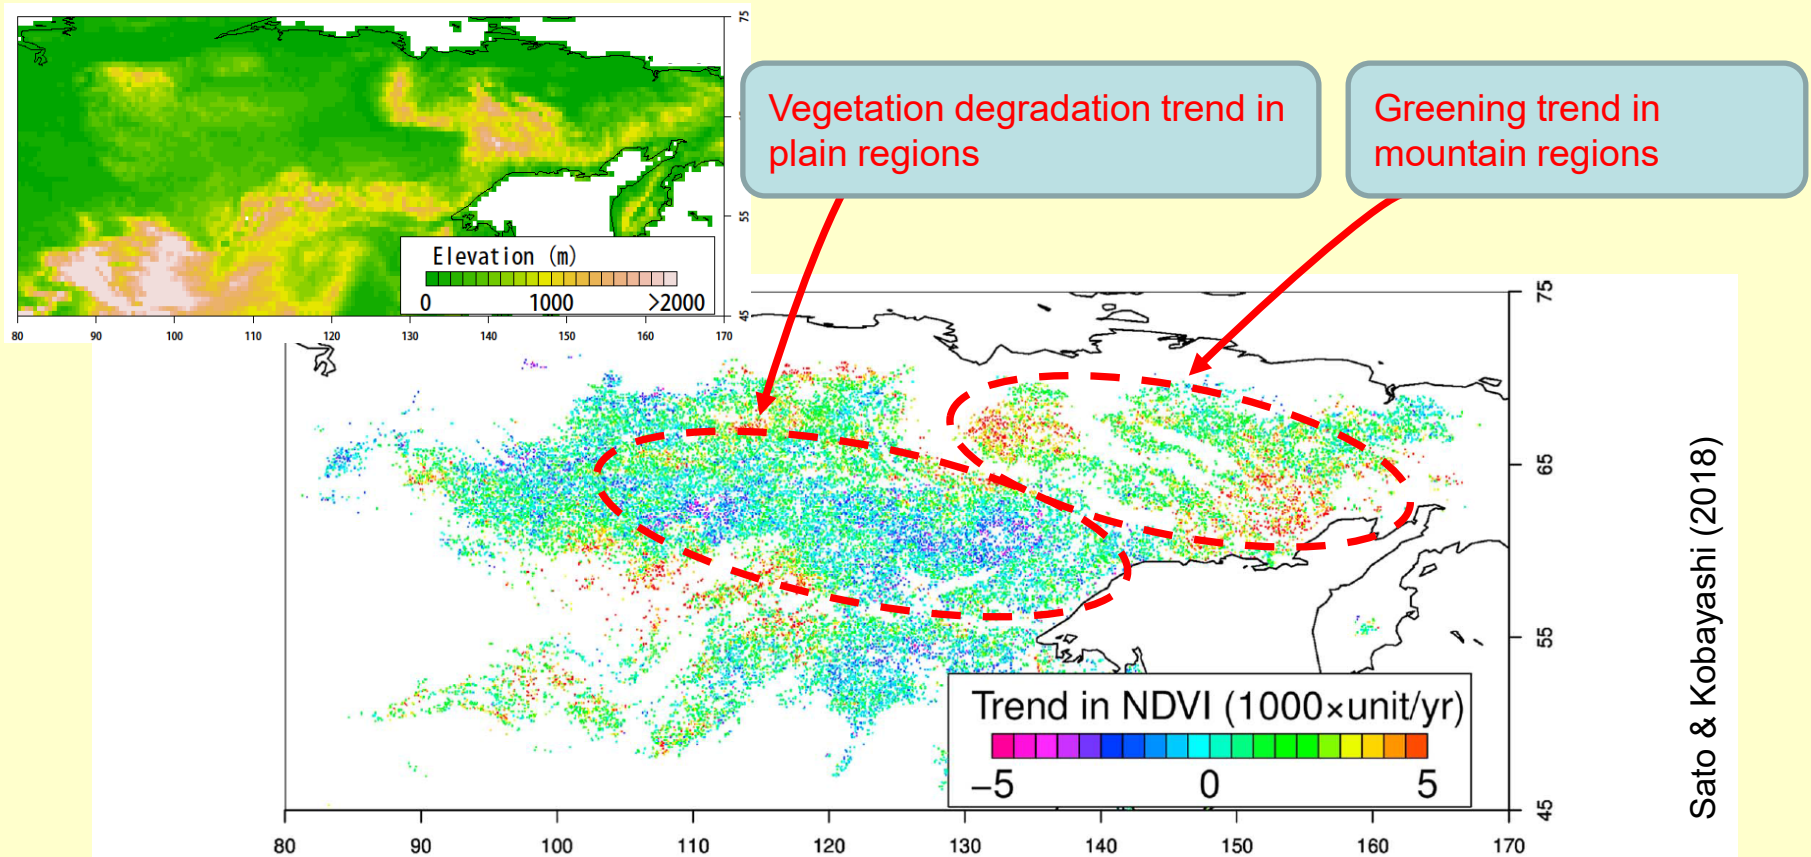 75
55
45
Elevation (m)
0 1000 >2000
80 90 100 110 120 130 140 150 160 170
Vegetation degradation trend in
plain regions
Greening trend in
mountain regions
75
65
55
45
Trend in NDVI (1000×unit/yr)
−5 0 5
80 90 100 110 120 130 140 150 160 170
Sato & Kobayashi (2018)